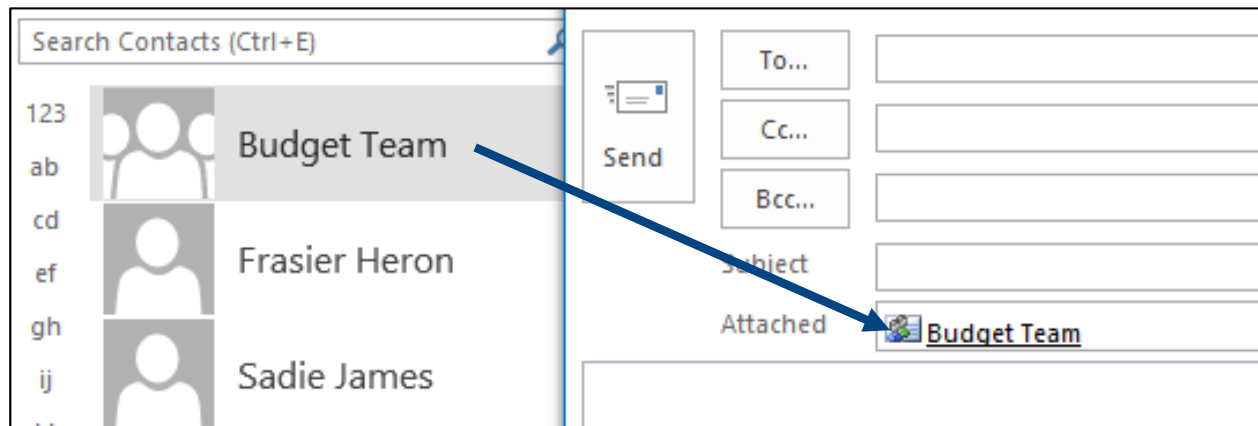 Search Contacts (Ctrl+E)
123
ab
cd
ef
gh
ij
Budget Team
Frasier Heron
Sadie James
Send
To...
Cc...
Bcc...
Subject
Attached
Budget Team